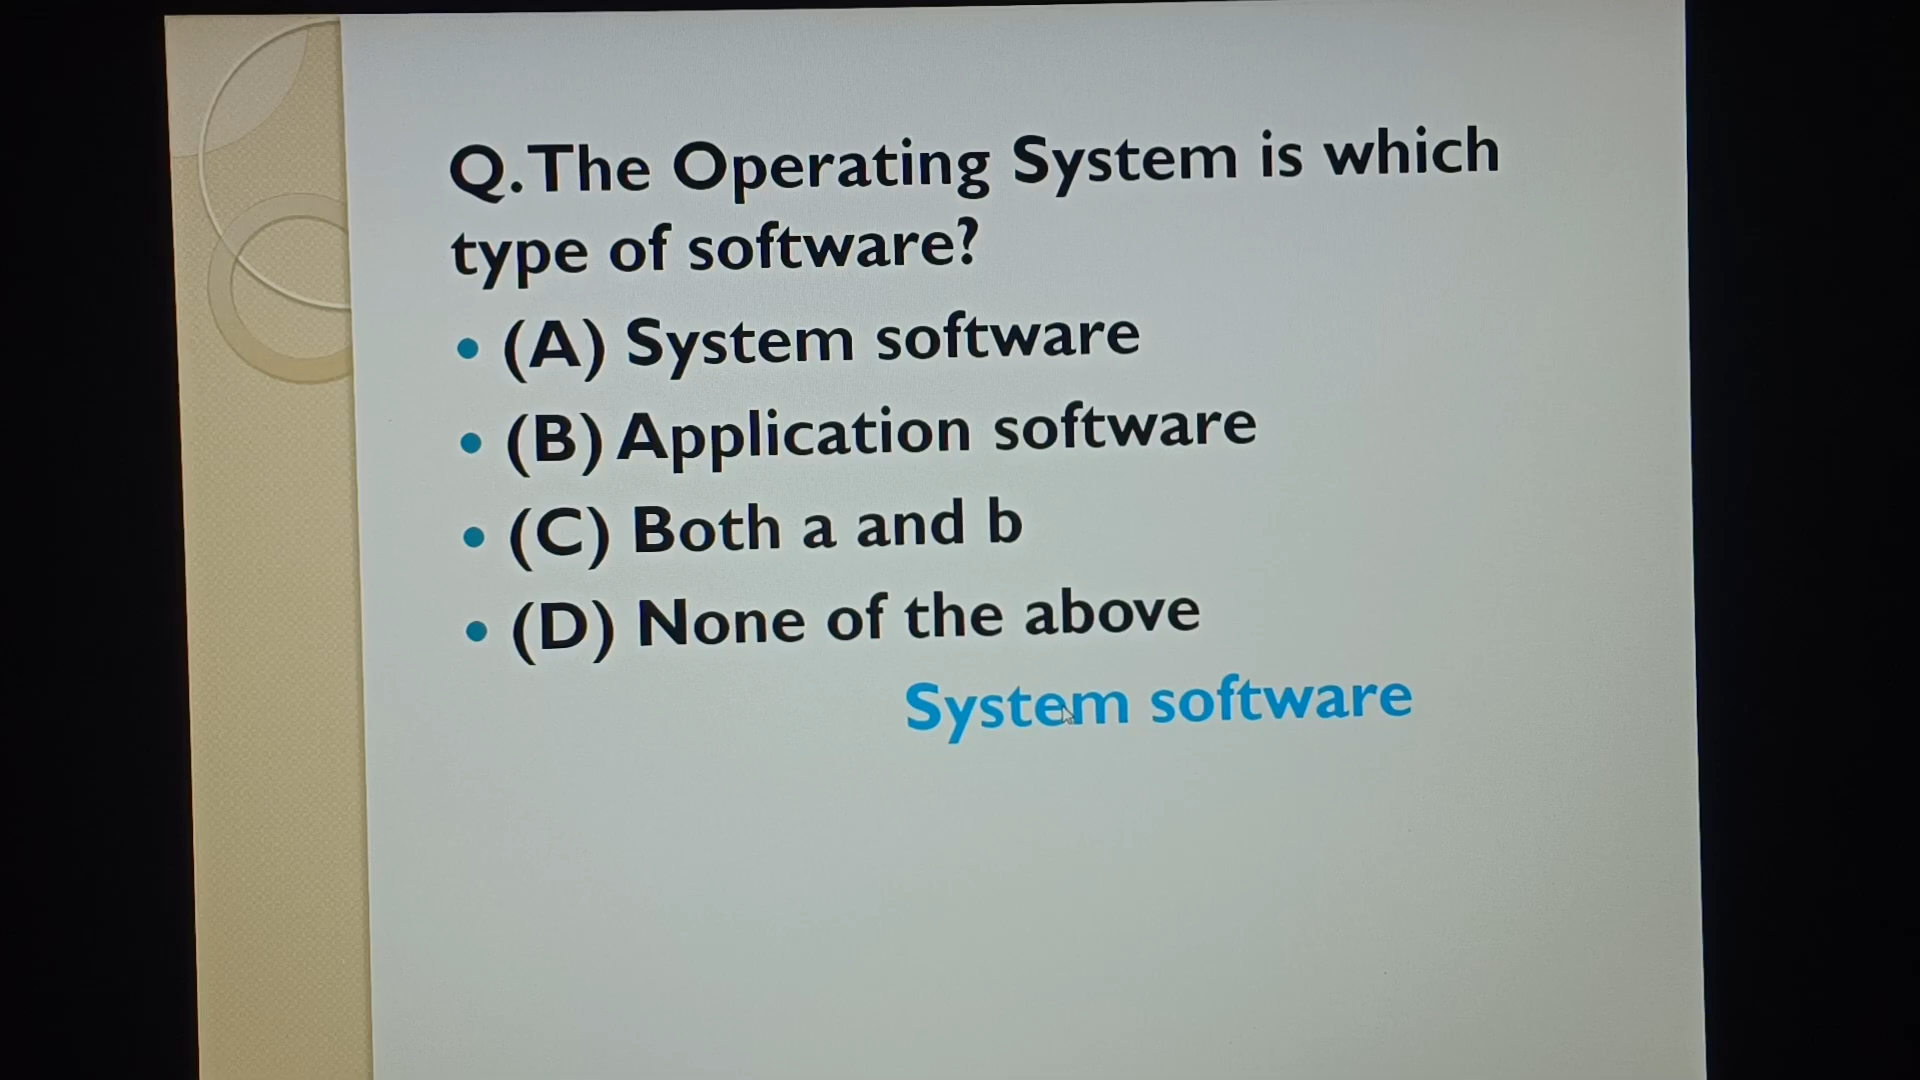 Q. The Operating System is which
type of software?
• (A) System software
• (B) Application software
• (C) Both a and b
• (D) None of the above
System software